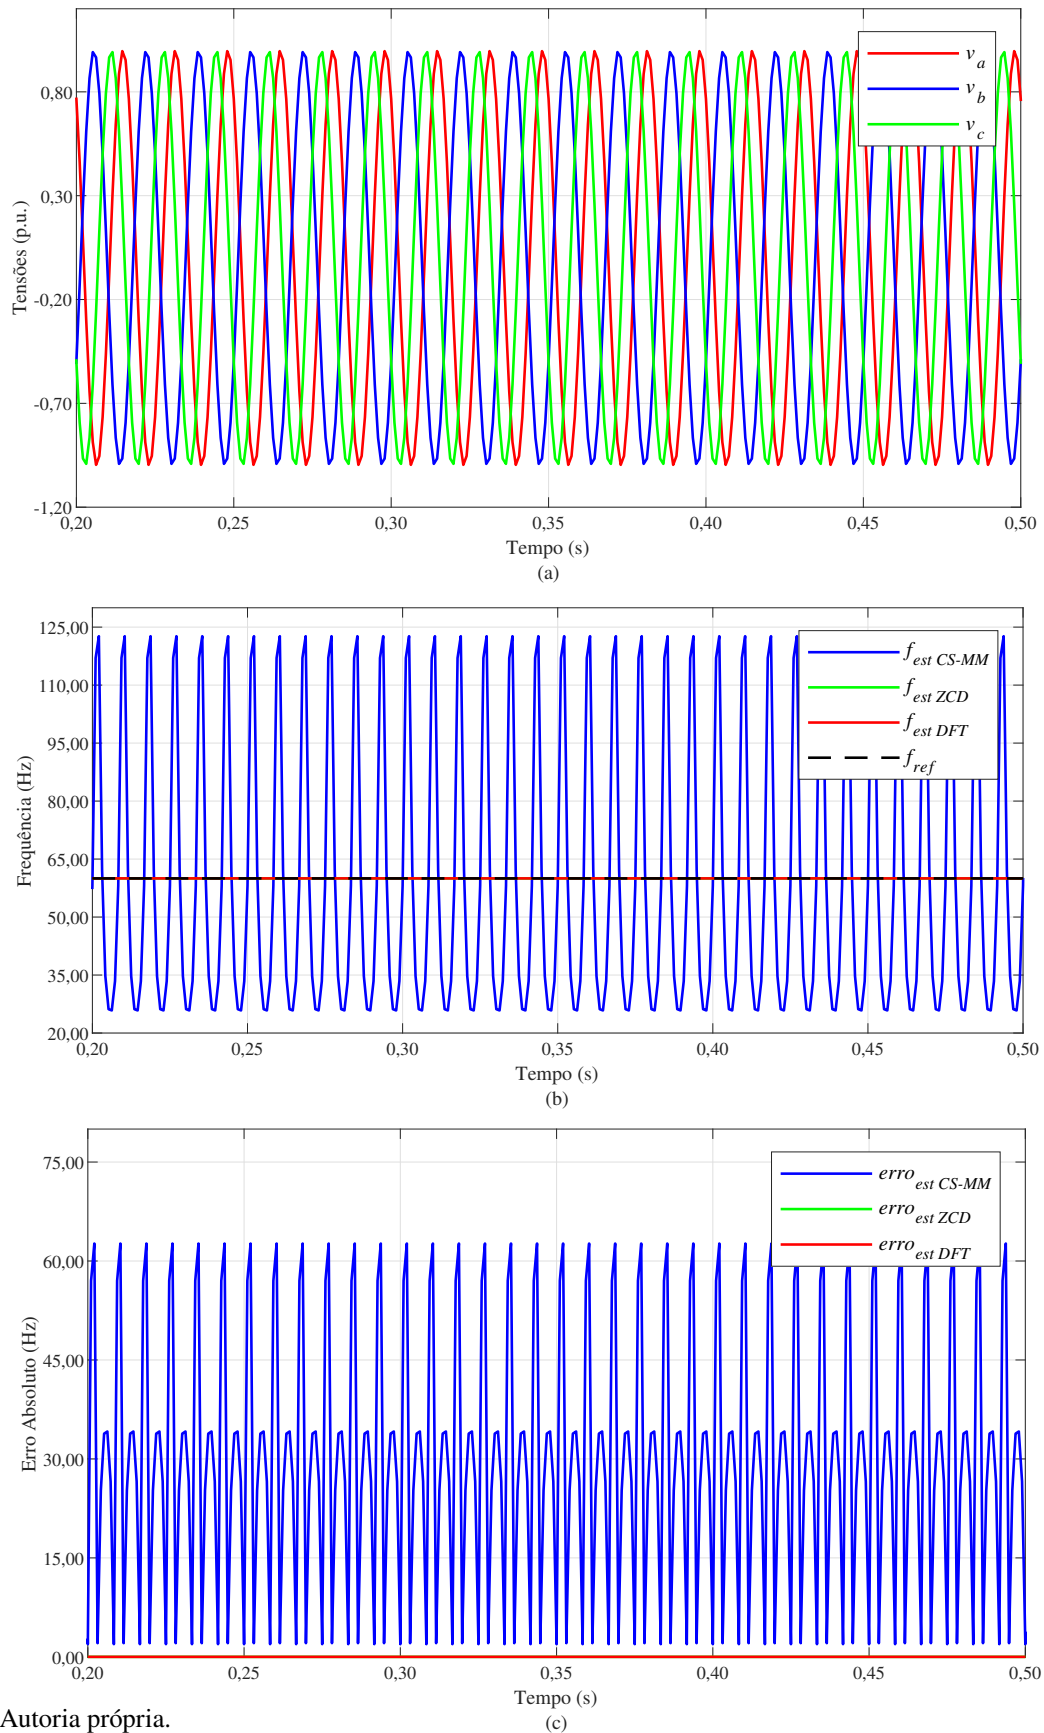 0,80
0,30
-0,20
-0,70
-1,20
Tensões (p.u.)
v_a
v_b
v_c
0,20 0,25 0,30 0,35 0,40 0,45 0,50
Tempo (s)
(a)
125,00
110,00
95,00
80,00
65,00
50,00
35,00
20,00
Frequência (Hz)
f_est CS-MM
f_est ZCD
f_est DFT
f_ref
0,20 0,25 0,30 0,35 0,40 0,45 0,50
Tempo (s)
(b)
75,00
60,00
45,00
30,00
15,00
0,00
Erro Absoluto (Hz)
erro_est CS-MM
erro_est ZCD
erro_est DFT
0,20 0,25 0,30 0,35 0,40 0,45 0,50
Tempo (s)
(c)
Autoria própria.